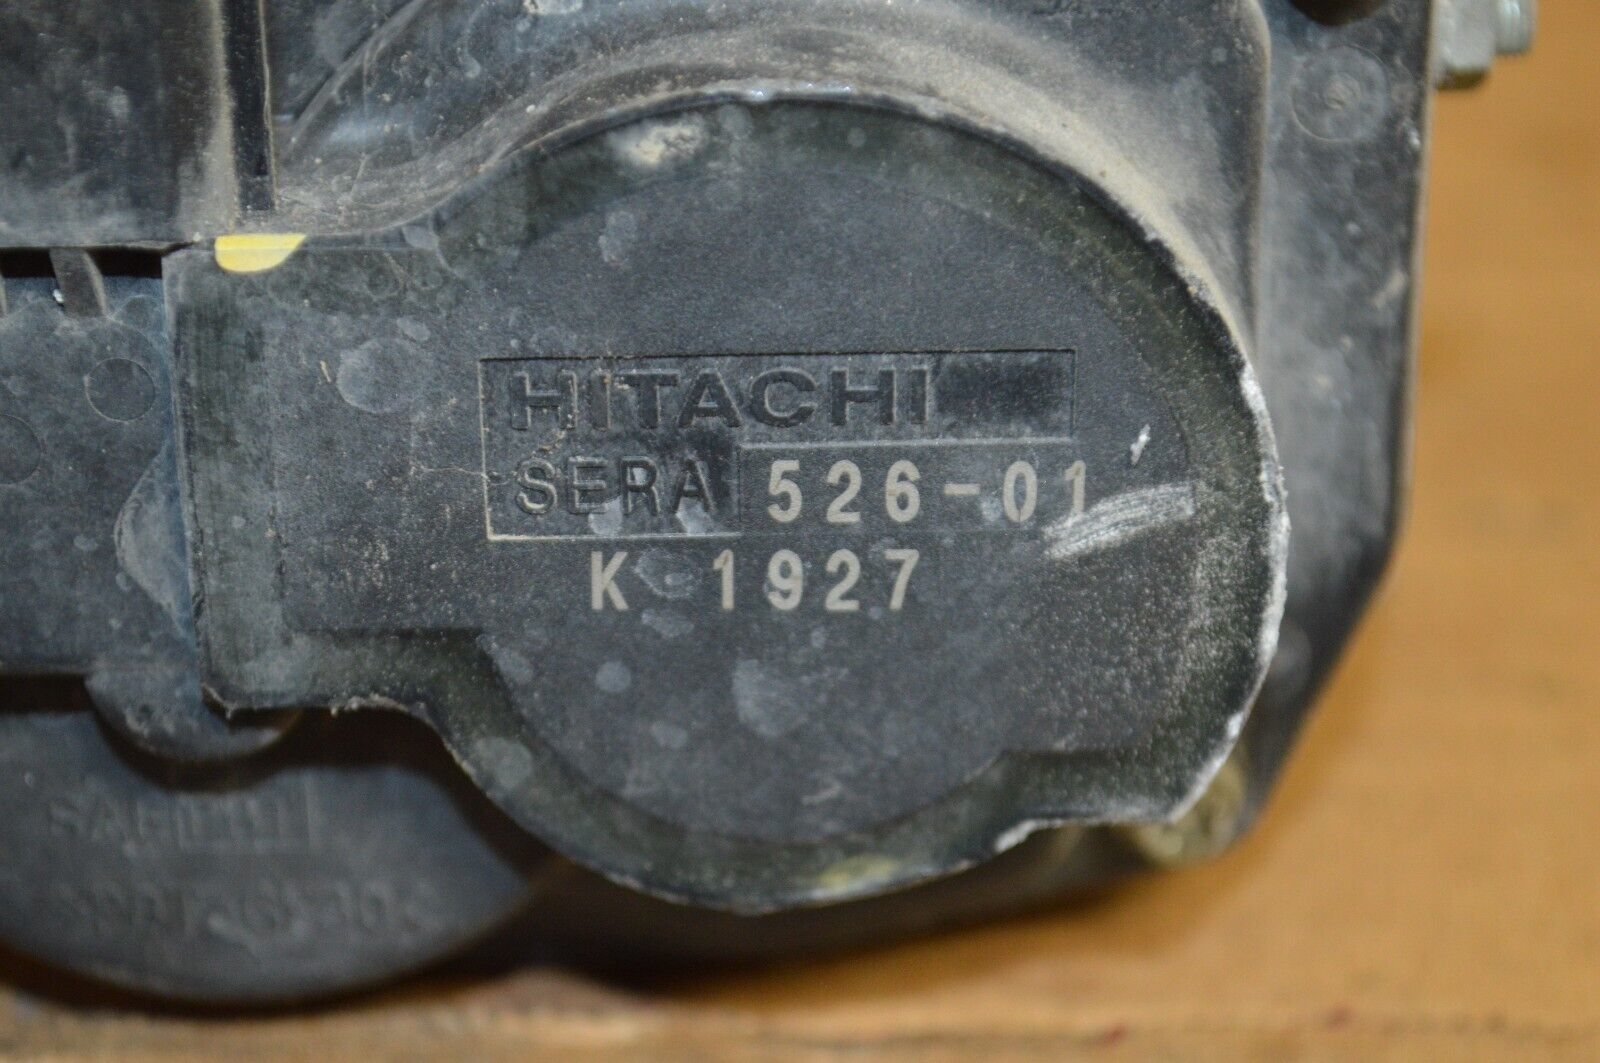 HITACHI
SERA 526-01
K 1927